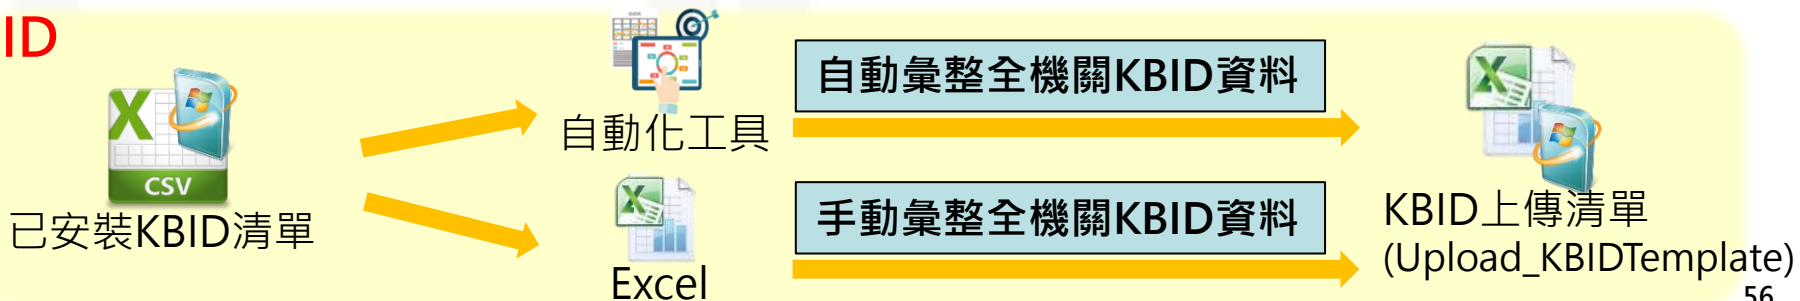 ID
CSV
已安裝KBID清單
自動化工具
自動彙整全機關KBID資料
Excel
手動彙整全機關KBID資料
KBID上傳清單
(Upload_KBIDTemplate)
56